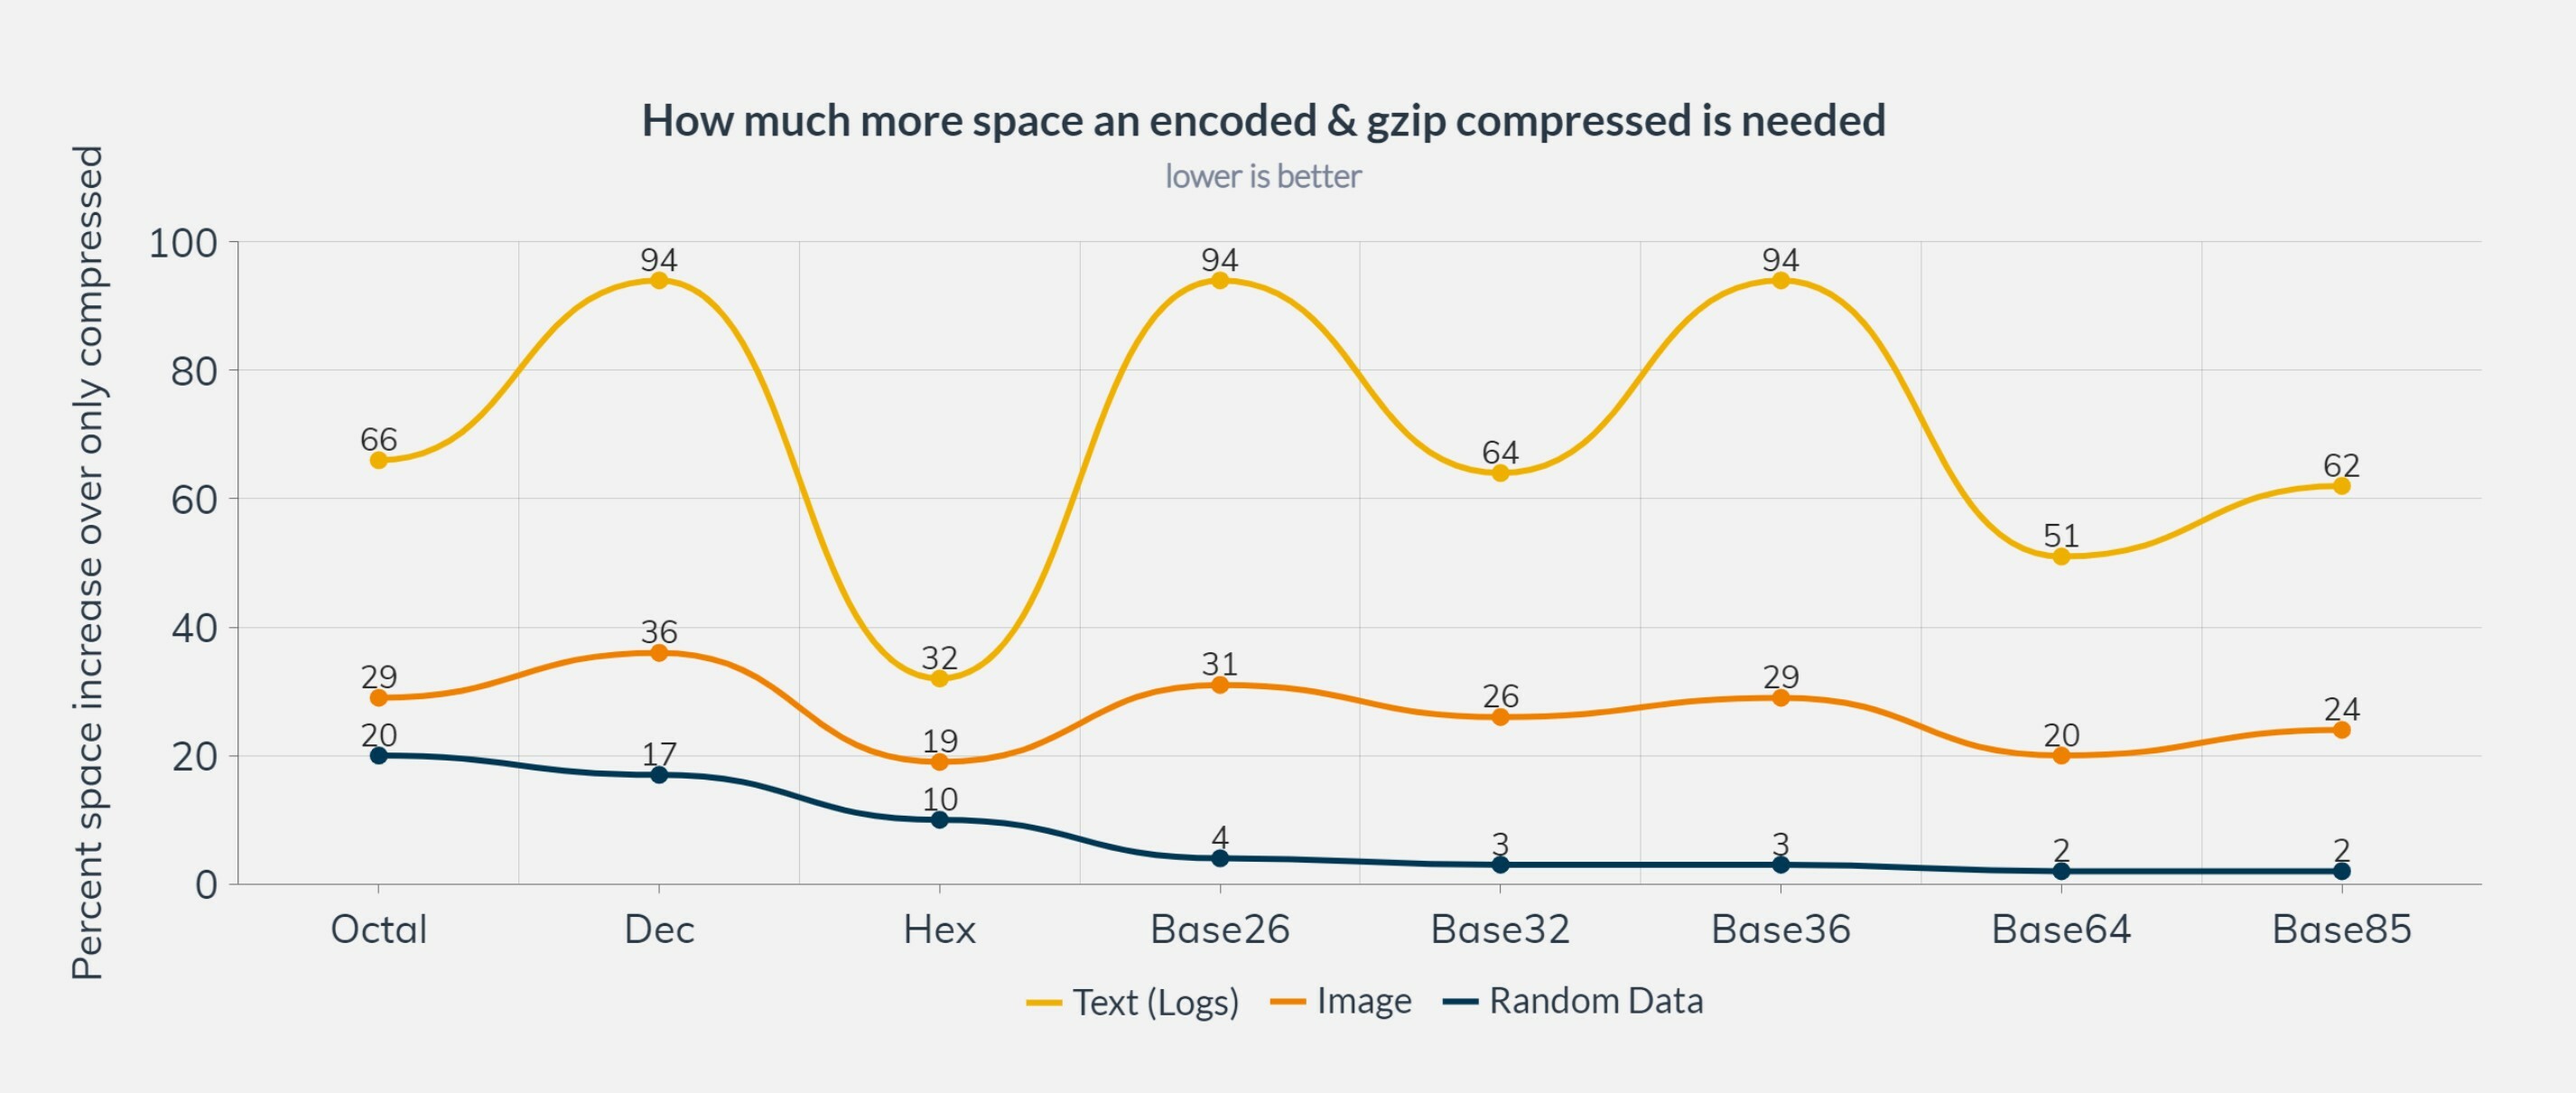 How much more space an encoded & gzip compressed is needed
lower is better
Percent space increase over only compressed
100
80
60
40
20
0
66
94
32
94
64
94
51
62
29
36
19
31
26
29
20
24
20
17
10
4
3
3
2
2
Octal
Dec
Hex
Base26
Base32
Base36
Base64
Base85
Text (Logs)
Image
Random Data